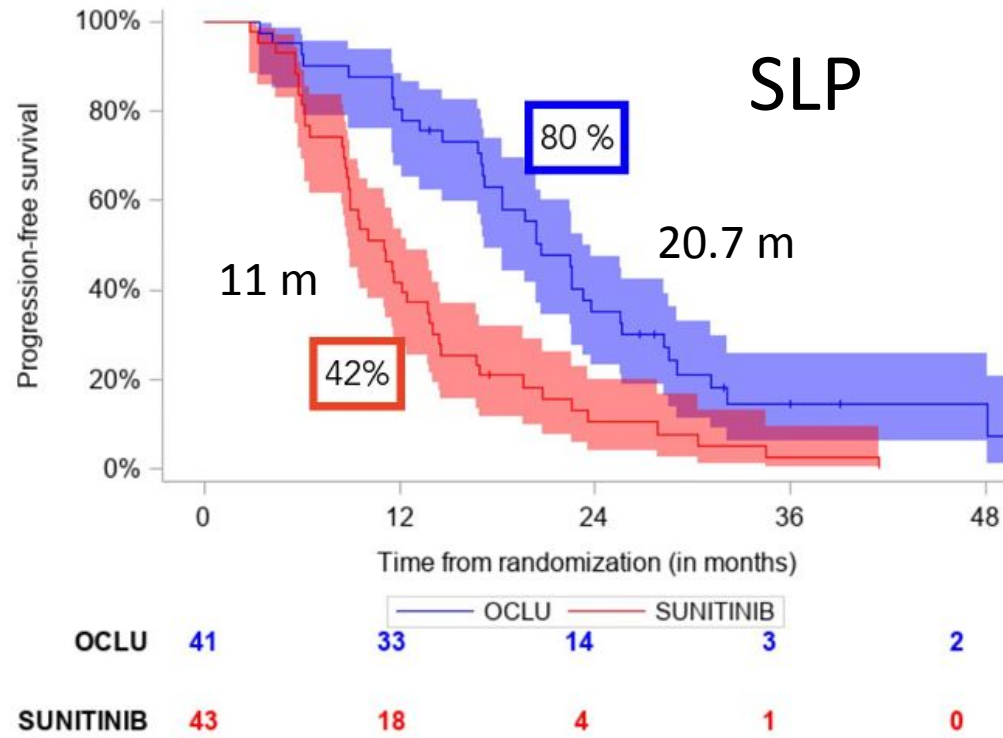 100%
SLP
80%
80 %
60%
20.7 m
11 m
40%
42%
20%
0%
Progression-free survival
0 12 24 36 48
Time from randomization (in months)
OCLU SUNITINIB
OCLU 41 33 14 3 2
SUNITINIB 43 18 4 1 0